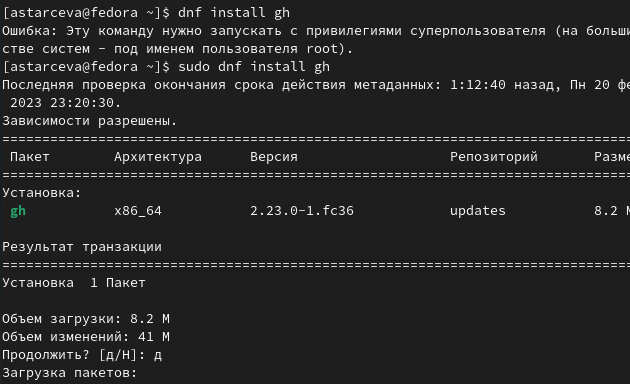 [astarceva@fedora ~]$ dnf install gh
Ошибка: Эту команду нужно запускать с привилегиями суперпользователя (на больши
стве систем - под именем пользователя root).
[astarceva@fedora ~]$ sudo dnf install gh
Последняя проверка окончания срока действия метаданных: 1:12:40 назад, Пн 20 фе
2023 23:20:30.
Зависимости разрешены.
================================================================================
Пакет Архитектура Версия Репозиторий Разме
================================================================================
Установка:
gh x86_64 2.23.0-1.fc36 updates 8.2 M
Результат транзакции
================================================================================
Установка 1 Пакет
Объем загрузки: 8.2 M
Объем изменений: 41 M
Продолжить? [д/Н]: д
Загрузка пакетов: